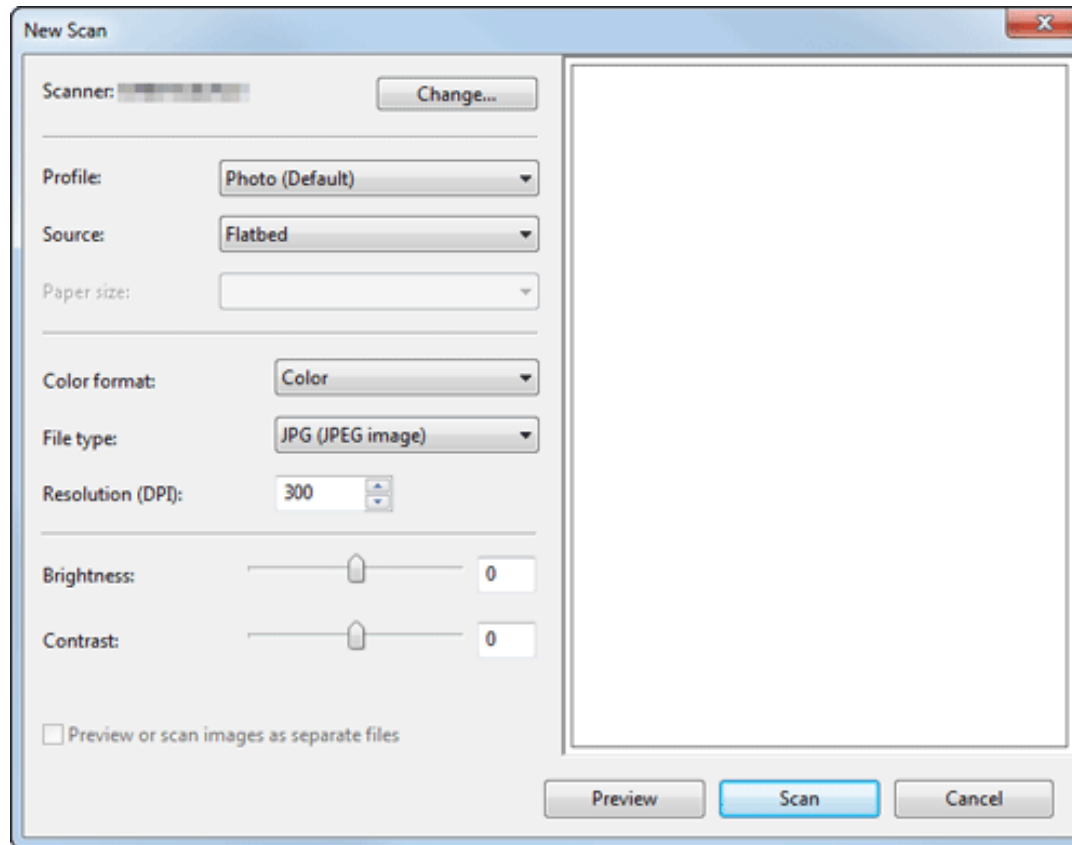 New Scan
Scanner:
Change...
Profile: Photo (Default)
Source: Flatbed
Paper size:
Color format: Color
File type: JPG (JPEG image)
Resolution (DPI): 300
Brightness: 0
Contrast: 0
Preview or scan images as separate files
Preview Scan Cancel